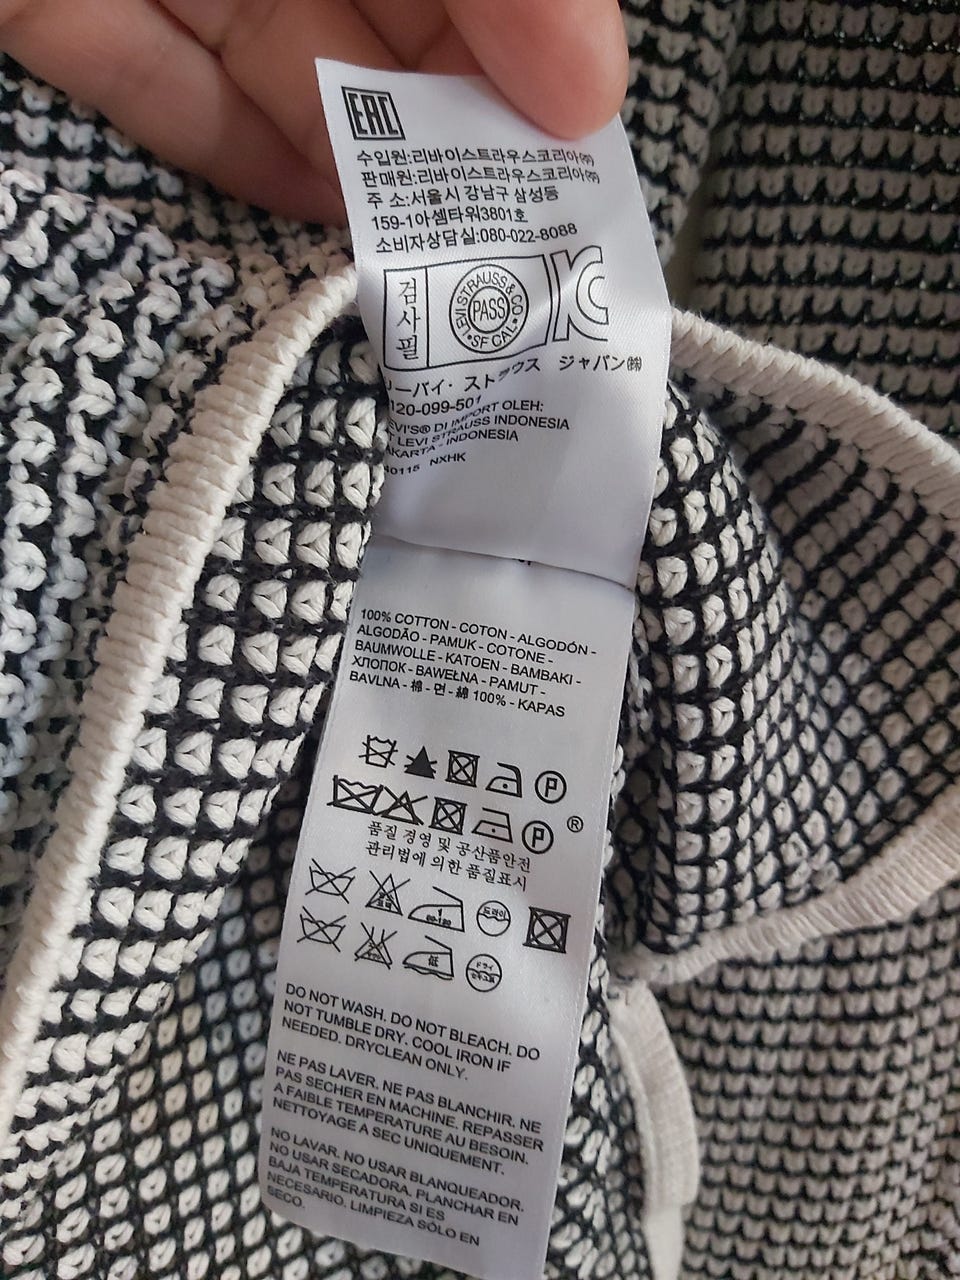 EAC
수입원:리바이스트라우스코리아㈜
판매원:리바이스트라우스코리아㈜
주 소:서울시 강남구 삼성동
159-1아셈타워3801호
소비자상담실:080-022-8088
검사필
LEVI STRAUSS & CO.
PASS
•SF CAL•
KC
リーバイ・ストラウス ジャパン㈱
120-099-501
EVI'S® DI IMPORT OLEH:
T LEVI STRAUSS INDONESIA
AKARTA - INDONESIA
0115 NXHK
100% COTTON - COTON - ALGODÓN -
ALGODÃO - PAMUK - COTONE -
BAUMWOLLE - KATOEN - BAMBAKI -
ХЛОПОК - BAWEŁNA - PAMUT -
BAVLNA - 棉 - 면 - 綿 100% - KAPAS
P
P
®
품질 경영 및 공산품안전
관리법에 의한 품질표시
1 드라이
低 ドライ
DO NOT WASH. DO NOT BLEACH. DO
NOT TUMBLE DRY. COOL IRON IF
NEEDED. DRYCLEAN ONLY.
NE PAS LAVER. NE PAS BLANCHIR. NE
PAS SECHER EN MACHINE. REPASSER
A FAIBLE TEMPERATURE AU BESOIN.
NETTOYAGE A SEC UNIQUEMENT.
NO LAVAR. NO USAR BLANQUEADOR.
NO USAR SECADORA. PLANCHAR EN
BAJA TEMPERATURA SI ES
NECESARIO. LIMPIEZA SÓLO EN
SECO.